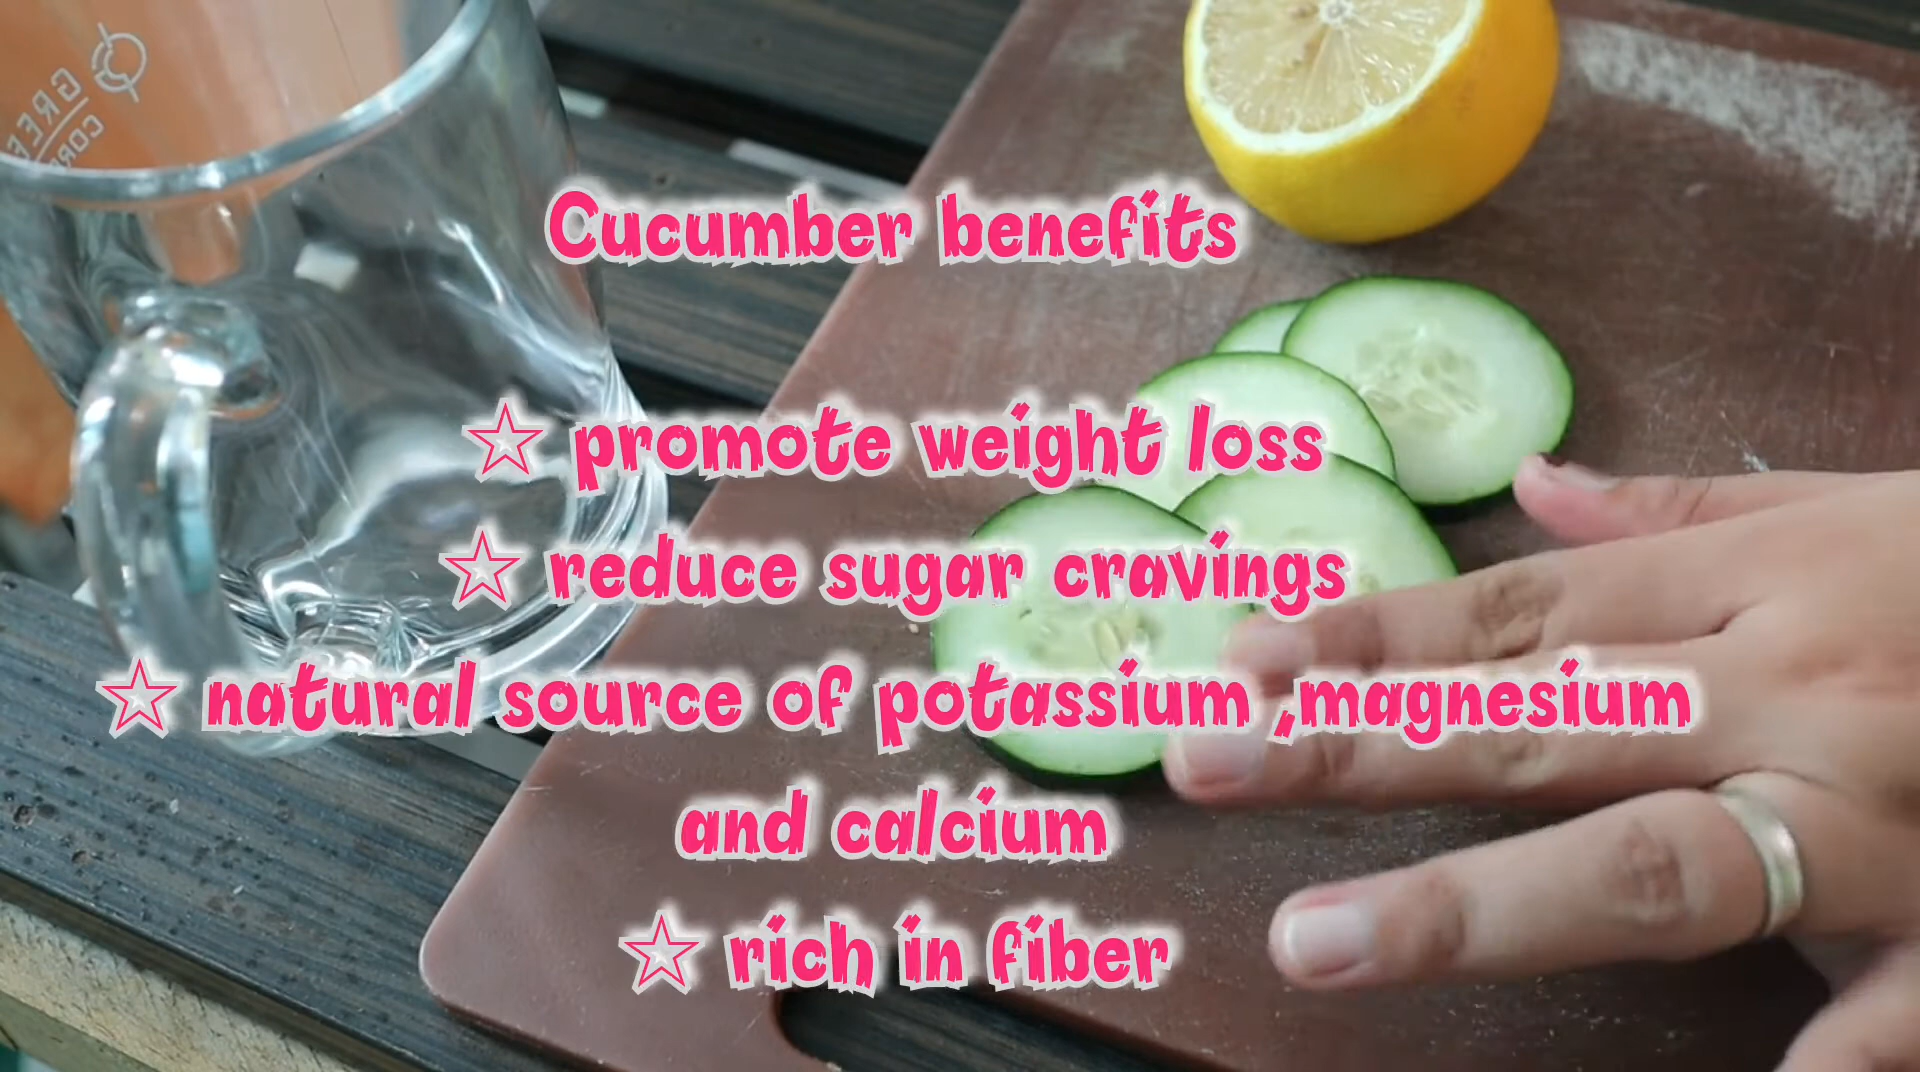 Cucumber benefits
☆ promote weight loss
☆ reduce sugar cravings
☆ natural source of potassium ,magnesium
and calcium
☆ rich in fiber